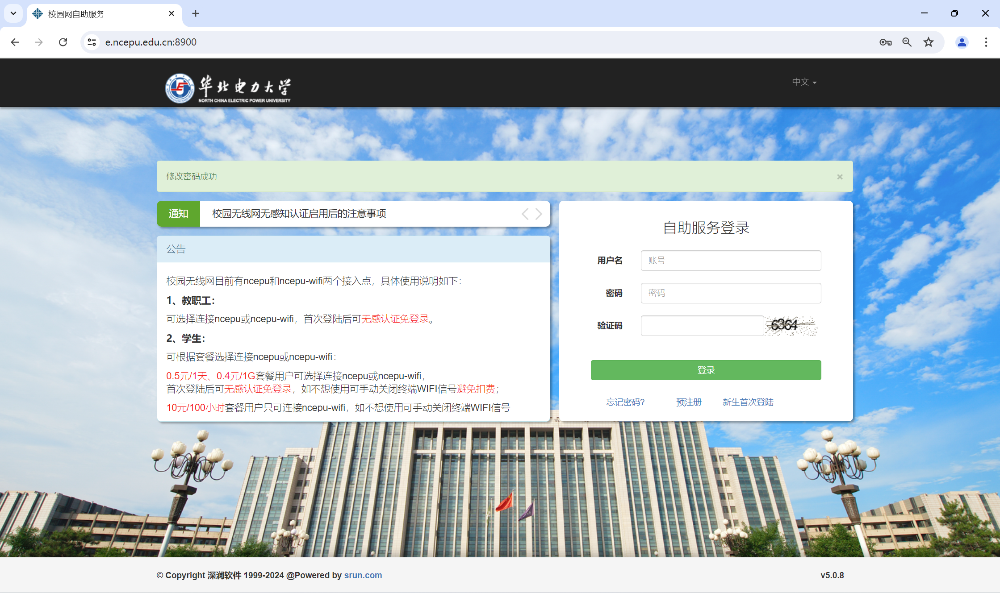 校园网自助服务
e.ncepu.edu.cn:8900
华北电力大学
NORTH CHINA ELECTRIC POWER UNIVERSITY
中文
修改密码成功
×
通知
校园无线网无感知认证启用后的注意事项
公告
校园无线网目前有ncepu和ncepu-wifi两个接入点，具体使用说明如下：
1、教职工：
可选择连接ncepu或ncepu-wifi，首次登陆后可无感认证免登录。
2、学生：
可根据套餐选择连接ncepu或ncepu-wifi：
0.5元/1天、0.4元/1G套餐用户可选择连接ncepu或ncepu-wifi，
首次登陆后可无感认证免登录，如不想使用可手动关闭终端WIFI信号避免扣费；
10元/100小时套餐用户只可连接ncepu-wifi，如不想使用可手动关闭终端WIFI信号
自助服务登录
用户名
账号
密码
密码
验证码
6364
登录
忘记密码?
预注册
新生首次登陆
© Copyright 深澜软件 1999-2024 @Powered by srun.com
v5.0.8